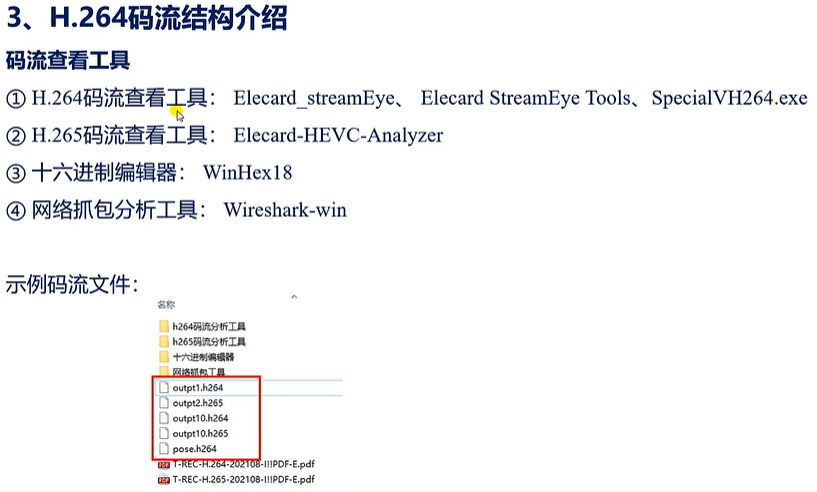 3、H.264码流结构介绍
码流查看工具
① H.264码流查看工具： Elecard_streamEye、 Elecard StreamEye Tools、SpecialVH264.exe
② H.265码流查看工具： Elecard-HEVC-Analyzer
③ 十六进制编辑器： WinHex18
④ 网络抓包分析工具： Wireshark-win
示例码流文件：
名称
h264码流分析工具
h265码流分析工具
十六进制编辑器
网络抓包工具
outpt1.h264
outpt2.h265
outpt10.h264
outpt10.h265
pose.h264
T-REC-H.264-202108-I!!PDF-E.pdf
T-REC-H.265-202108-I!!PDF-E.pdf